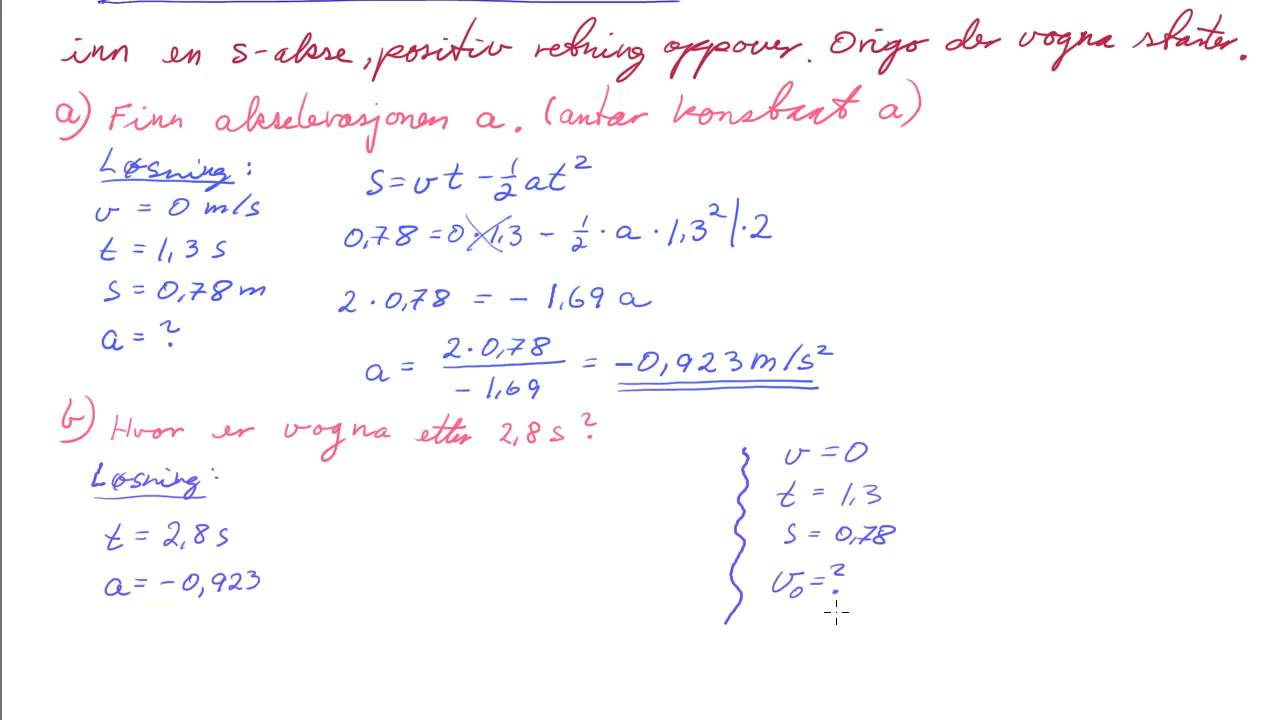 inn en s-akse, positiv retning oppover. Origo der vogna starter.
a) Finn akselerasjonen a. (antar konstant a)
Løsning:
v = 0 m/s
t = 1,3 s
s = 0,78 m
a = ?
s = vt - 1/2 at²
0,78 = 0 · 1,3 - 1/2 · a · 1,3² | · 2
2 · 0,78 = - 1,69 a
a = 2 · 0,78 / - 1,69 = -0,923 m/s²
b) Hvor er vogna etter 2,8 s ?
Løsning:
t = 2,8 s
a = -0,923
v = 0
t = 1,3
s = 0,78
v₀ = ?